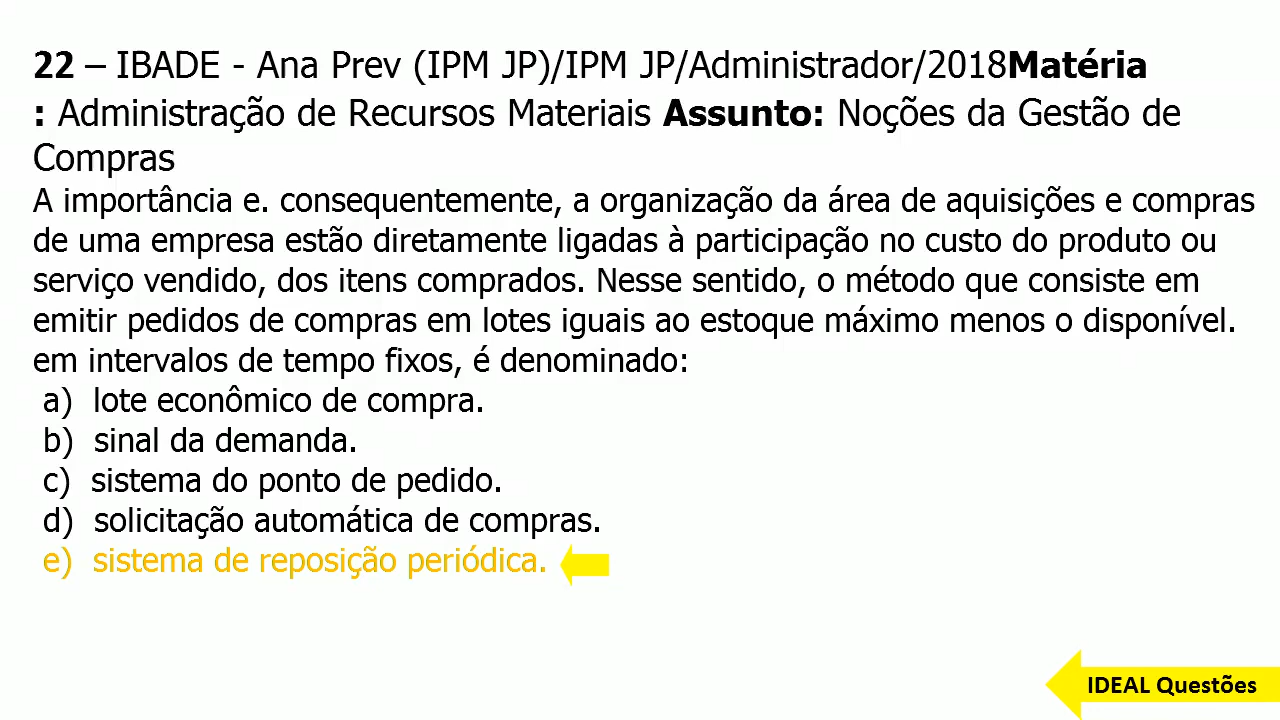 22 – IBADE - Ana Prev (IPM JP)/IPM JP/Administrador/2018Matéria
: Administração de Recursos Materiais Assunto: Noções da Gestão de
Compras
A importância e. consequentemente, a organização da área de aquisições e compras
de uma empresa estão diretamente ligadas à participação no custo do produto ou
serviço vendido, dos itens comprados. Nesse sentido, o método que consiste em
emitir pedidos de compras em lotes iguais ao estoque máximo menos o disponível.
em intervalos de tempo fixos, é denominado:
a) lote econômico de compra.
b) sinal da demanda.
c) sistema do ponto de pedido.
d) solicitação automática de compras.
e) sistema de reposição periódica.
IDEAL Questões